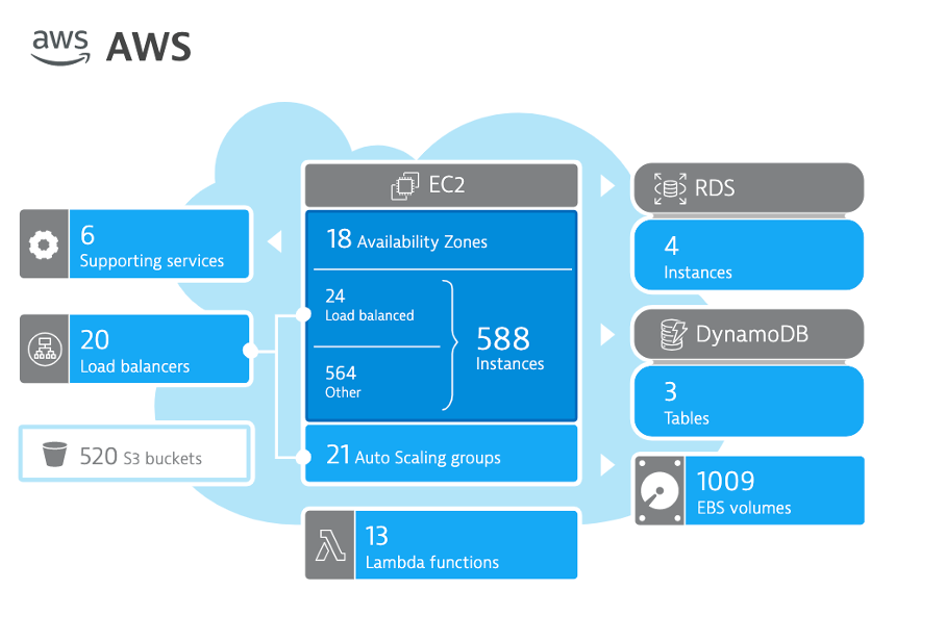 aws AWS
EC2
18 Availability Zones
24
Load balanced
564
Other
588
Instances
21 Auto Scaling groups
6
Supporting services
20
Load balancers
520 S3 buckets
13
Lambda functions
RDS
4
Instances
DynamoDB
3
Tables
1009
EBS volumes